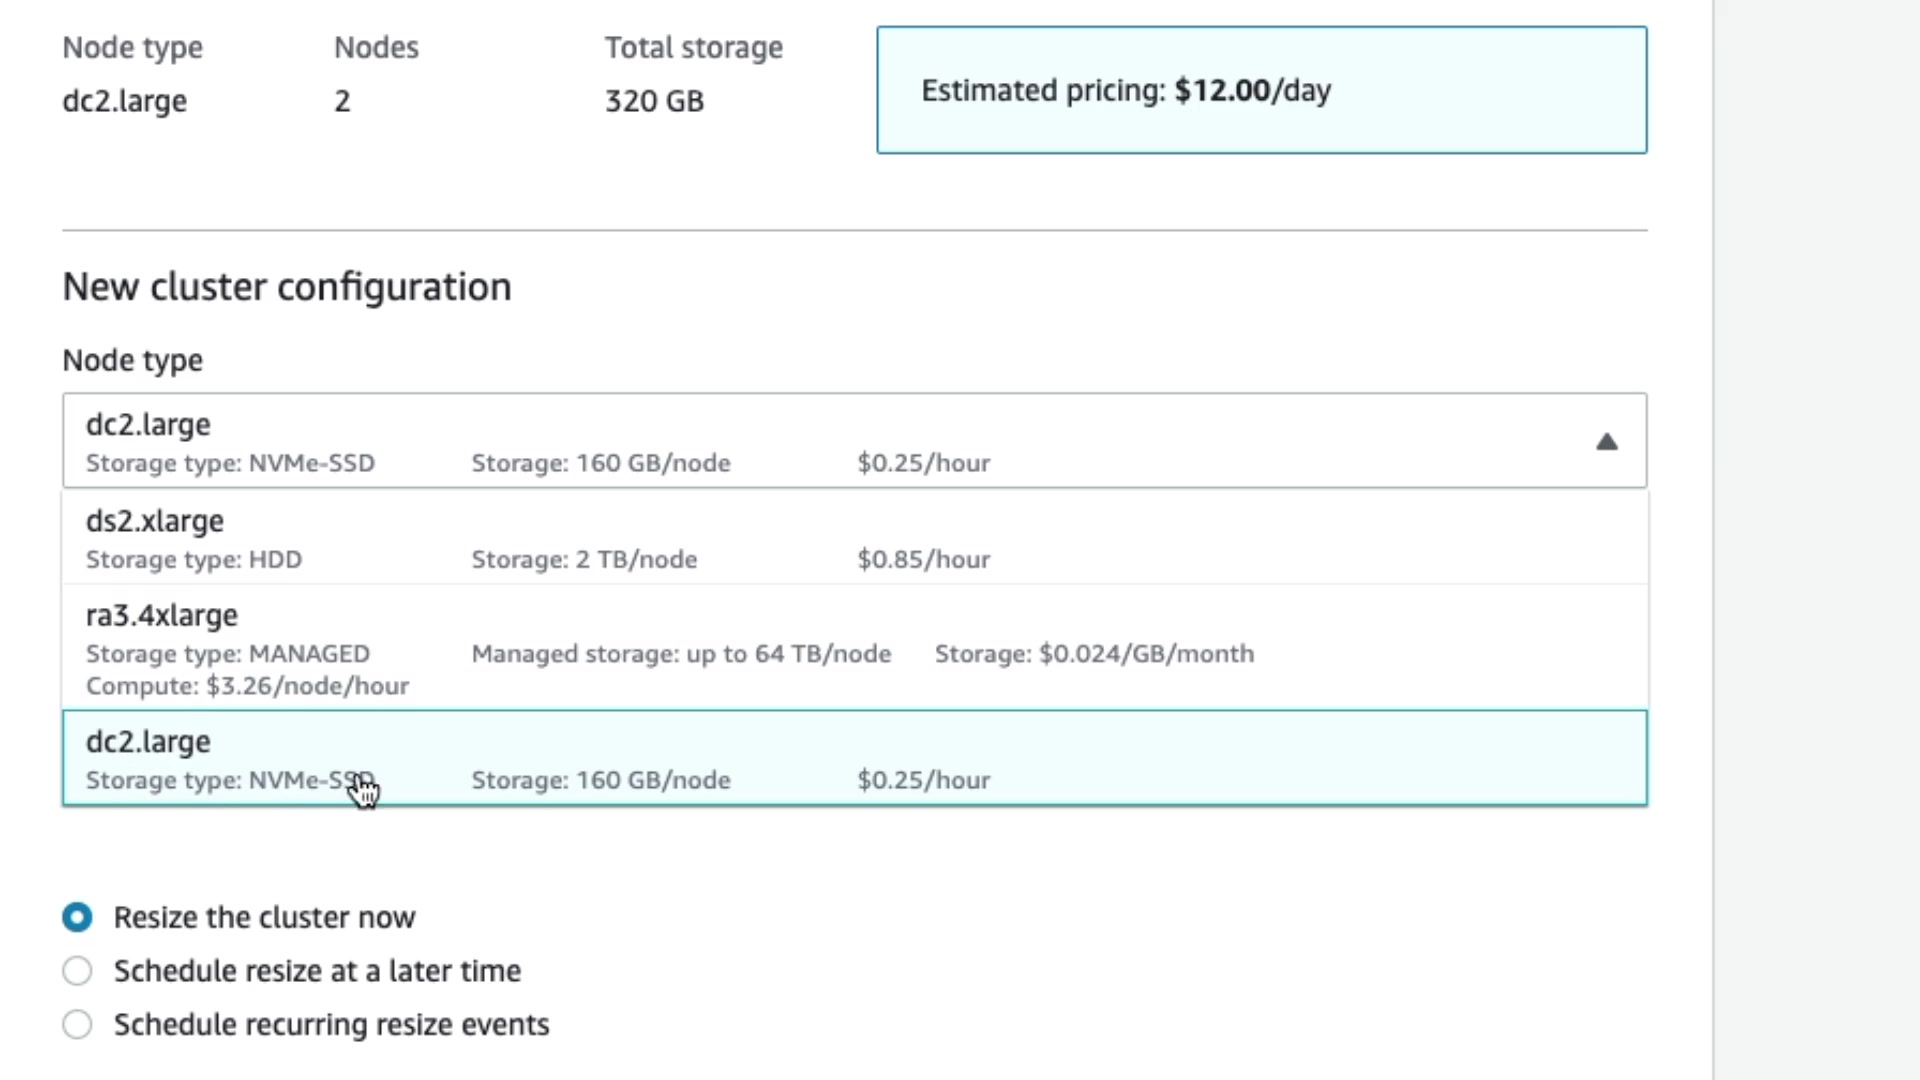 Node type Nodes Total storage
dc2.large 2 320 GB
Estimated pricing: $12.00/day
New cluster configuration
Node type
dc2.large
Storage type: NVMe-SSD Storage: 160 GB/node $0.25/hour
ds2.xlarge
Storage type: HDD Storage: 2 TB/node $0.85/hour
ra3.4xlarge
Storage type: MANAGED Managed storage: up to 64 TB/node Storage: $0.024/GB/month
Compute: $3.26/node/hour
dc2.large
Storage type: NVMe-SSD Storage: 160 GB/node $0.25/hour
Resize the cluster now
Schedule resize at a later time
Schedule recurring resize events